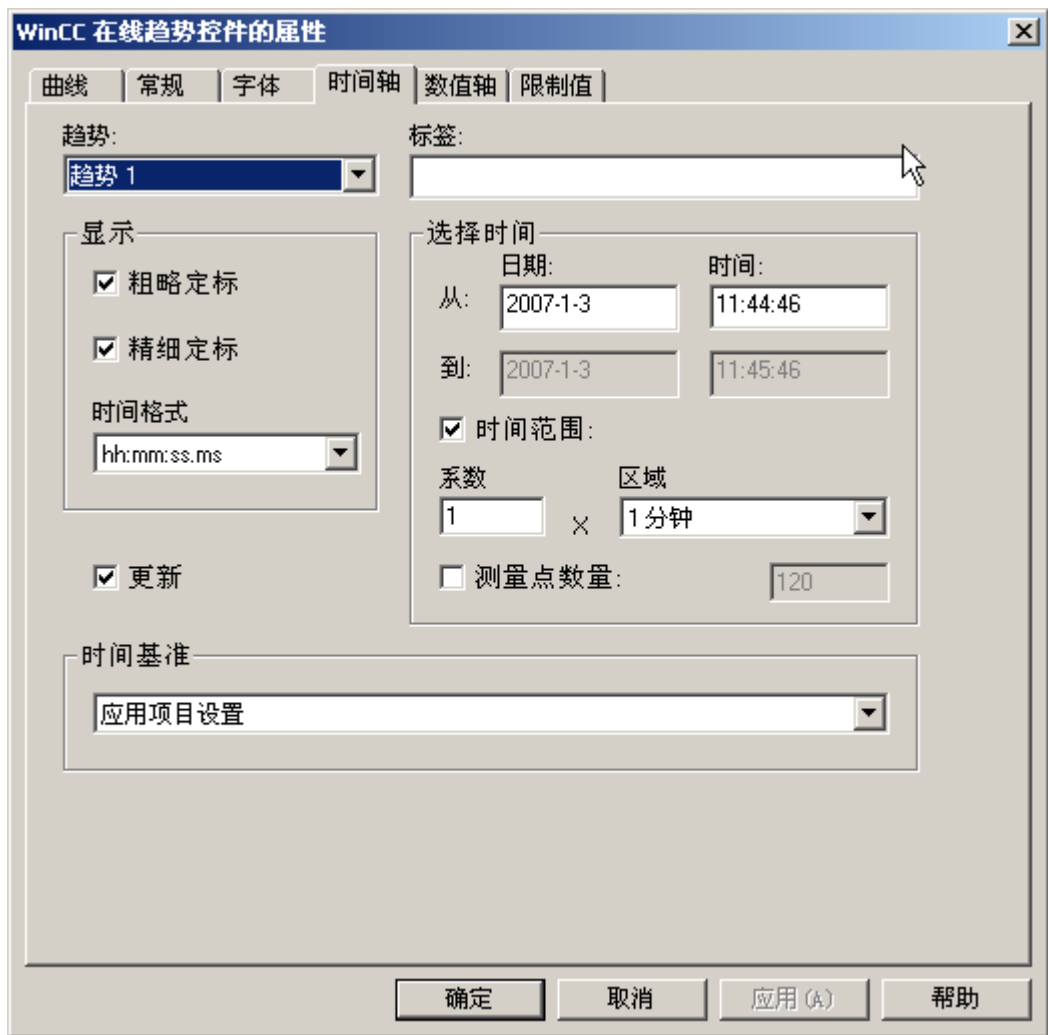 WinCC 在线趋势控件的属性
曲线 常规 字体 时间轴 数值轴 限制值
趋势: 标签:
趋势 1
显示 选择时间
日期: 时间:
粗略定标
从: 2007-1-3 11:44:46
精细定标
到: 2007-1-3 11:45:46
时间格式
时间范围:
hh:mm:ss.ms
系数 区域
1 X 1 分钟
更新 测量点数量: 120
时间基准
应用项目设置
确定 取消 应用(A) 帮助